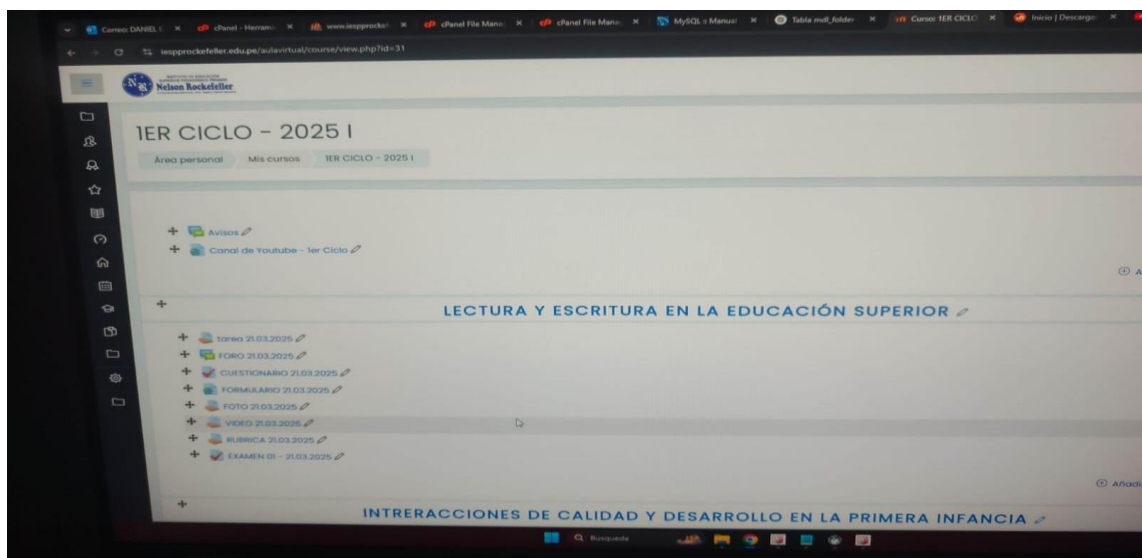 Correo: DANIEL
cPanel - Herram
www.iespprockef
cPanel File Mana
cPanel File Mana
MySQL :: Manual
Tabla mdl_folder
Curso: 1ER CICLO
Inicio | Descarga
iespprockefeller.edu.pe/aulavirtual/course/view.php?id=31
Nelson Rockefeller
1ER CICLO - 2025 I
Área personal
Mis cursos
1ER CICLO - 2025 I
Avisos
Canal de Youtube - 1er Ciclo
LECTURA Y ESCRITURA EN LA EDUCACIÓN SUPERIOR
tarea 21.03.2025
FORO 21.03.2025
CUESTIONARIO 21.03.2025
FORMULARIO 21.03.2025
FOTO 21.03.2025
VIDEO 21.03.2025
RUBRICA 21.03.2025
EXAMEN 01 - 21.03.2025
Añadi
INTRERACCIONES DE CALIDAD Y DESARROLLO EN LA PRIMERA INFANCIA
Búsqueda